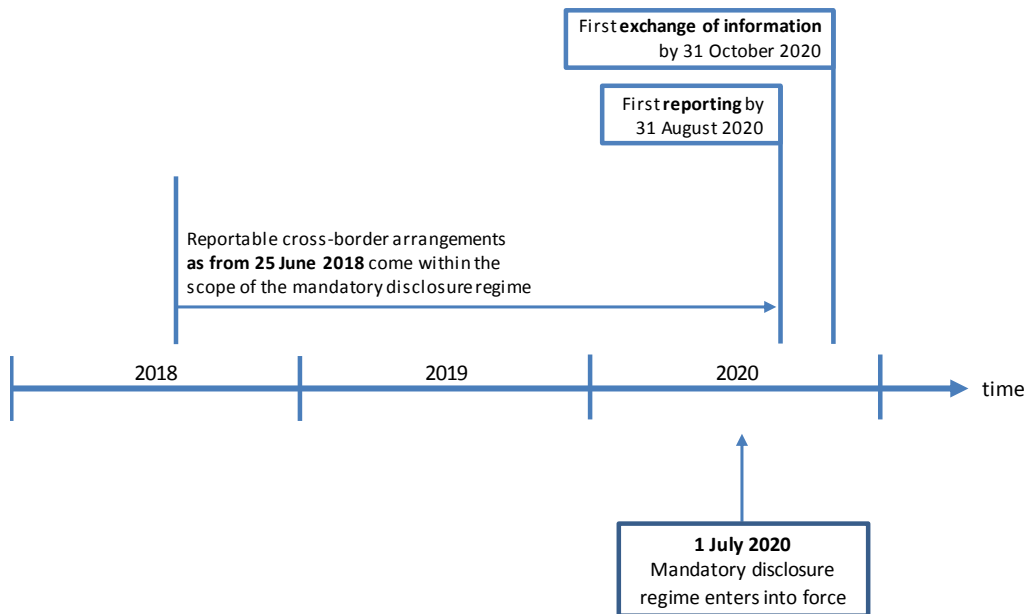 First exchange of information
by 31 October 2020
First reporting by
31 August 2020
Reportable cross-border arrangements
as from 25 June 2018 come within the
scope of the mandatory disclosure regime
2018
2019
2020
time
1 July 2020
Mandatory disclosure
regime enters into force